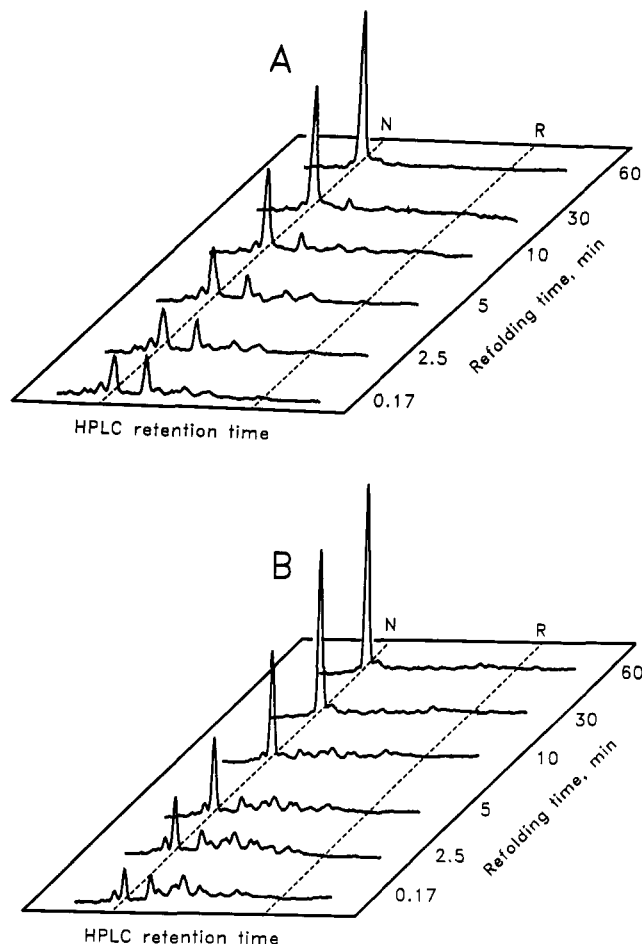 A
N
R
60
30
10
5
2.5
0.17
Refolding time, min
HPLC retention time
B
N
R
60
30
10
5
2.5
0.17
Refolding time, min
HPLC retention time